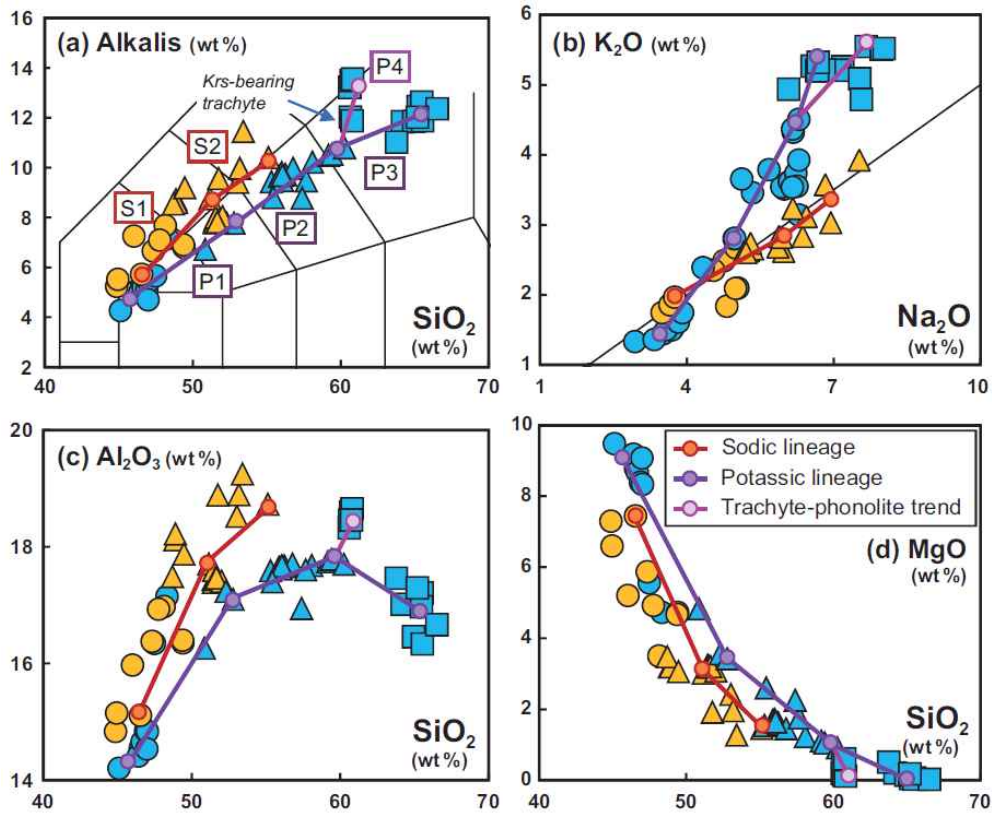 (a) Alkalis (wt %)
16
14
12
10
8
6
4
2
Krs-bearing
trachyte
P4
S2
S1
P3
P2
P1
SiO₂
(wt %)
40 50 60 70
(b) K₂O (wt %)
6
5
4
3
2
1
Na₂O
(wt %)
1 4 7 10
(c) Al₂O₃ (wt %)
20
18
16
14
SiO₂
(wt %)
40 50 60 70
10
8
6
4
2
0
Sodic lineage
Potassic lineage
Trachyte-phonolite trend
(d) MgO
(wt %)
SiO₂
(wt %)
40 50 60 70